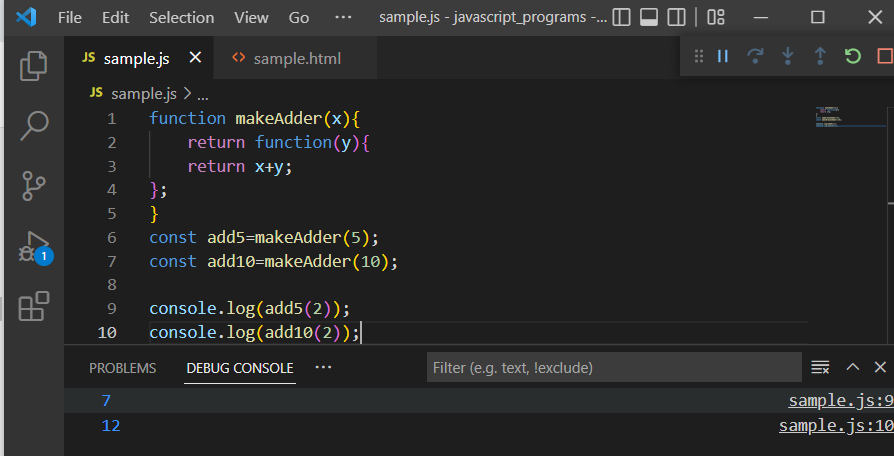 File Edit Selection View Go ··· sample.js - javascript_programs -...
JS sample.js × <> sample.html
JS sample.js > ...
1 function makeAdder(x){
2 return function(y){
3 return x+y;
4 };
5 }
6 const add5=makeAdder(5);
7 const add10=makeAdder(10);
8
9 console.log(add5(2));
10 console.log(add10(2));
1
PROBLEMS DEBUG CONSOLE ··· Filter (e.g. text, !exclude)
7 sample.js:9
12 sample.js:10